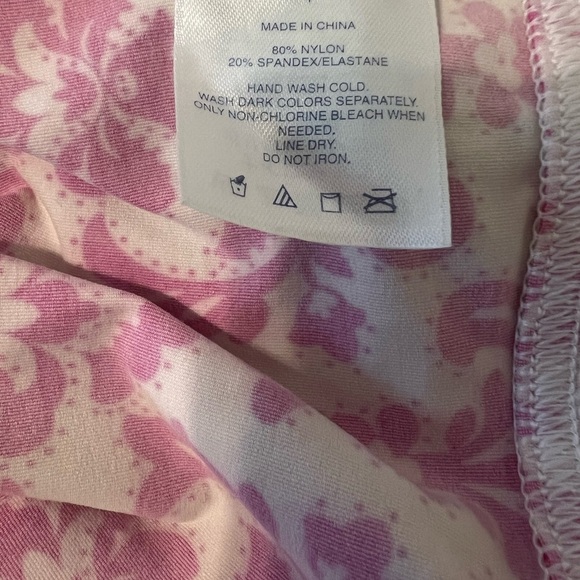 MADE IN CHINA
80% NYLON
20% SPANDEX/ELASTANE
HAND WASH COLD.
WASH DARK COLORS SEPARATELY.
ONLY NON-CHLORINE BLEACH WHEN
NEEDED.
LINE DRY.
DO NOT IRON.